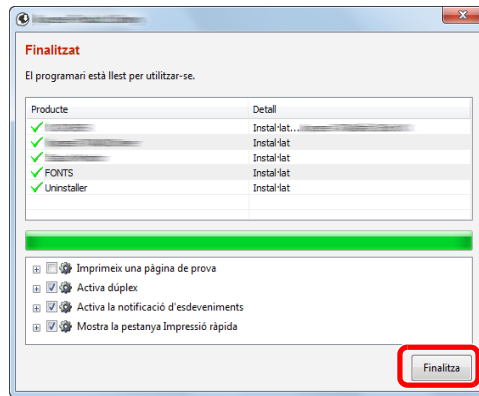 Finalitzat
El programari està llest per utilitzar-se.
Producte Detall
Instal·lat...
Instal·lat
Instal·lat
FONTS Instal·lat
Uninstaller Instal·lat
Imprimeix una pàgina de prova
Activa dúplex
Activa la notificació d'esdeveniments
Mostra la pestanya Impressió ràpida
Finalitza